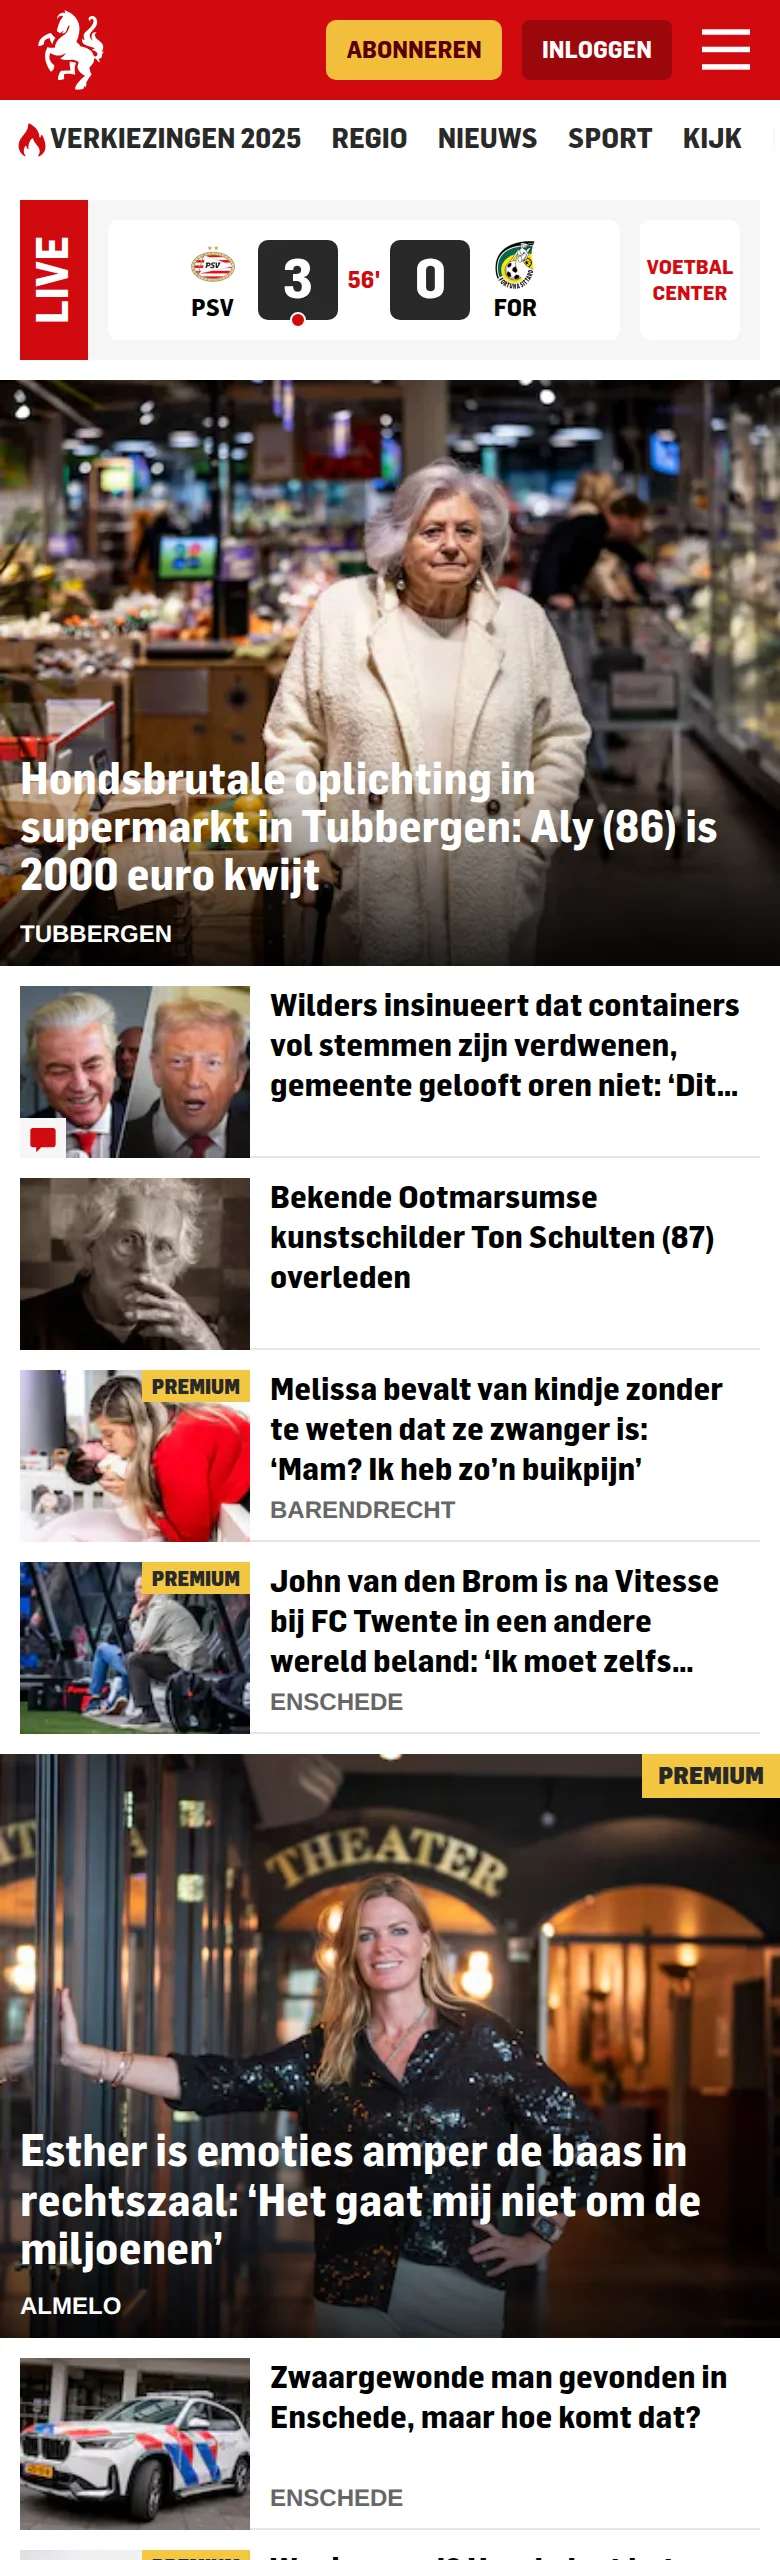 ABONNEREN
INLOGGEN
VERKIEZINGEN 2025 REGIO NIEUWS SPORT KIJK
LIVE
PSV
PSV
3
56'
0
FORTUNA SITTARD
FOR
VOETBAL
CENTER
Hondsbrutale oplichting in
supermarkt in Tubbergen: Aly (86) is
2000 euro kwijt
TUBBERGEN
Wilders insinueert dat containers
vol stemmen zijn verdwenen,
gemeente gelooft oren niet: ‘Dit...
Bekende Ootmarsumse
kunstschilder Ton Schulten (87)
overleden
PREMIUM
Melissa bevalt van kindje zonder
te weten dat ze zwanger is:
‘Mam? Ik heb zo’n buikpijn’
BARENDRECHT
PREMIUM
John van den Brom is na Vitesse
bij FC Twente in een andere
wereld beland: ‘Ik moet zelfs...
ENSCHEDE
PREMIUM
THEATER
Esther is emoties amper de baas in
rechtszaal: ‘Het gaat mij niet om de
miljoenen’
ALMELO
Zwaargewonde man gevonden in
Enschede, maar hoe komt dat?
ENSCHEDE